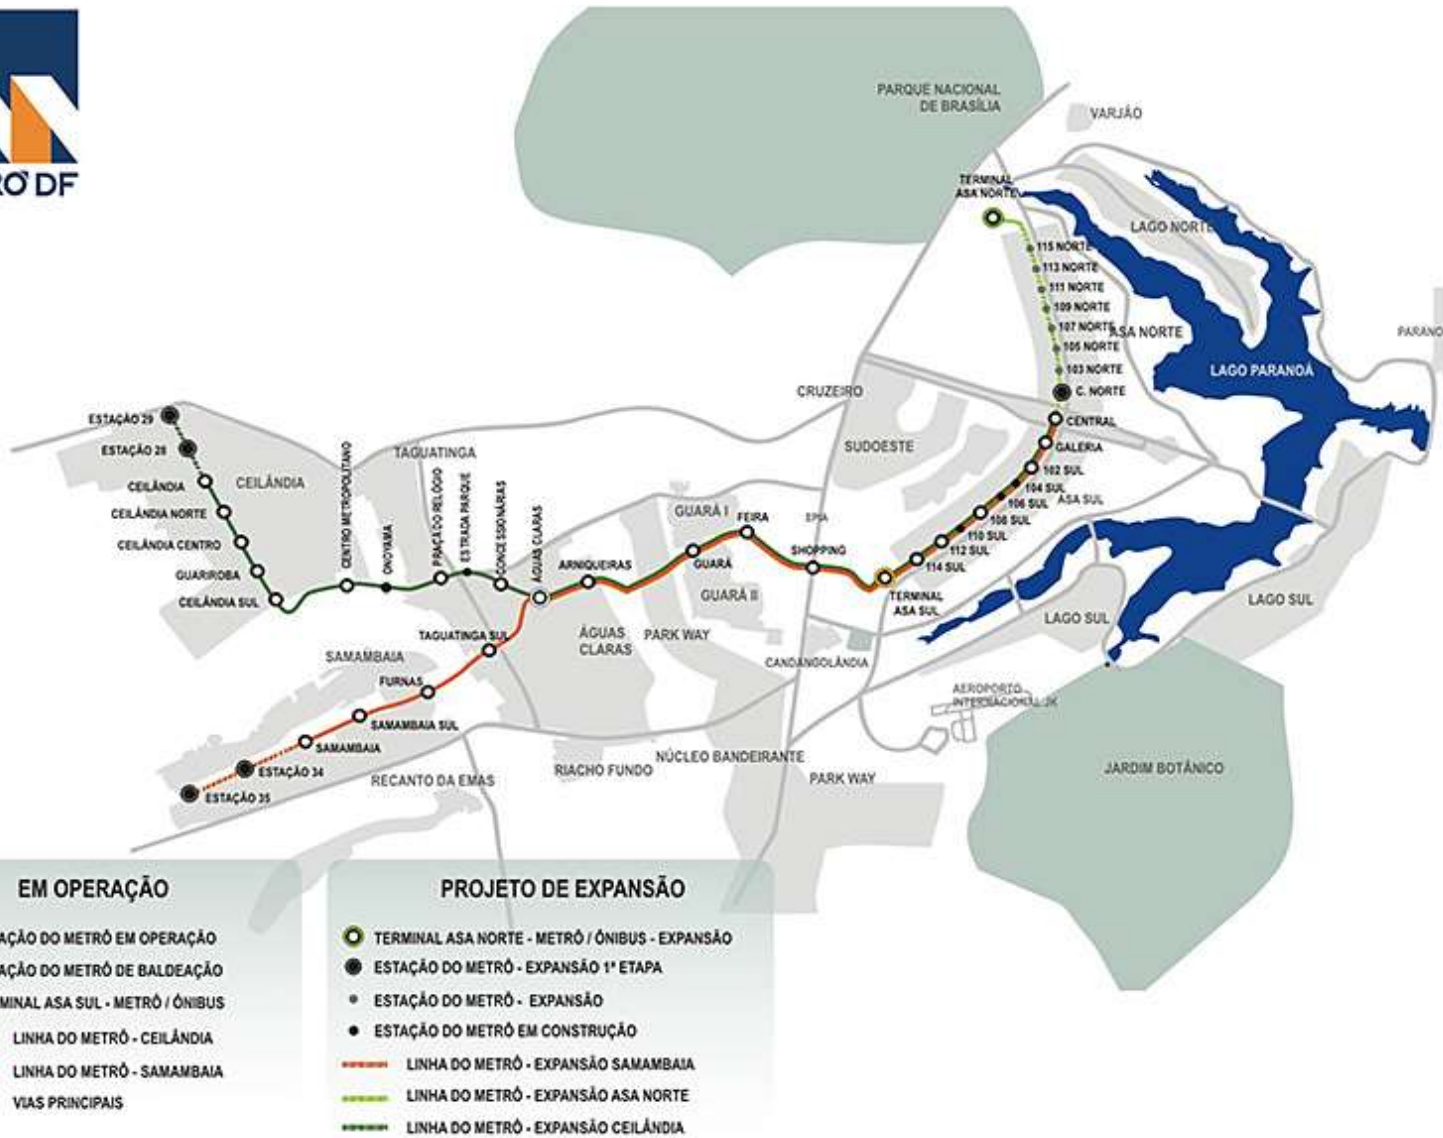 RÔ DF
PARQUE NACIONAL
DE BRASÍLIA
VARJÃO
TERMINAL
ASA NORTE
LAGO NORTE
115 NORTE
113 NORTE
111 NORTE
109 NORTE
107 NORTE
ASA NORTE
105 NORTE
103 NORTE
C. NORTE
PARANO
LAGO PARANOÁ
CRUZEIRO
CENTRAL
SUDOESTE
GALERIA
102 SUL
104 SUL
106 SUL
ASA SUL
108 SUL
110 SUL
112 SUL
114 SUL
ESTAÇÃO 29
ESTAÇÃO 28
CEILÂNDIA
CEILÂNDIA
CEILÂNDIA NORTE
CEILÂNDIA CENTRO
GUARIROBA
CEILÂNDIA SUL
CENTRO METROPOLITANO
TAGUATINGA
ONOYAMA
PRAÇA DO RELÓGIO
ESTRADA PARQUE
CONCESSIONÁRIAS
ÁGUAS CLARAS
ARNIQUEIRAS
GUARÁ I
FEIRA
EPIA
SHOPPING
GUARÁ
GUARÁ II
TERMINAL
ASA SUL
LAGO SUL
LAGO SUL
TAGUATINGA SUL
ÁGUAS
CLARAS
PARK WAY
CANDANGOLÂNDIA
SAMAMBAIA
FURNAS
SAMAMBAIA SUL
SAMAMBAIA
ESTAÇÃO 34
ESTAÇÃO 35
AEROPORTO
INTERNACIONAL JK
RECANTO DA EMAS
RIACHO FUNDO
NÚCLEO BANDEIRANTE
PARK WAY
JARDIM BOTÂNICO
EM OPERAÇÃO
AÇÃO DO METRÔ EM OPERAÇÃO
AÇÃO DO METRÔ DE BALDEAÇÃO
MINAL ASA SUL - METRÔ / ÔNIBUS
LINHA DO METRÔ - CEILÂNDIA
LINHA DO METRÔ - SAMAMBAIA
VIAS PRINCIPAIS
PROJETO DE EXPANSÃO
TERMINAL ASA NORTE - METRÔ / ÔNIBUS - EXPANSÃO
ESTAÇÃO DO METRÔ - EXPANSÃO 1ª ETAPA
ESTAÇÃO DO METRÔ - EXPANSÃO
ESTAÇÃO DO METRÔ EM CONSTRUÇÃO
LINHA DO METRÔ - EXPANSÃO SAMAMBAIA
LINHA DO METRÔ - EXPANSÃO ASA NORTE
LINHA DO METRÔ - EXPANSÃO CEILÂNDIA